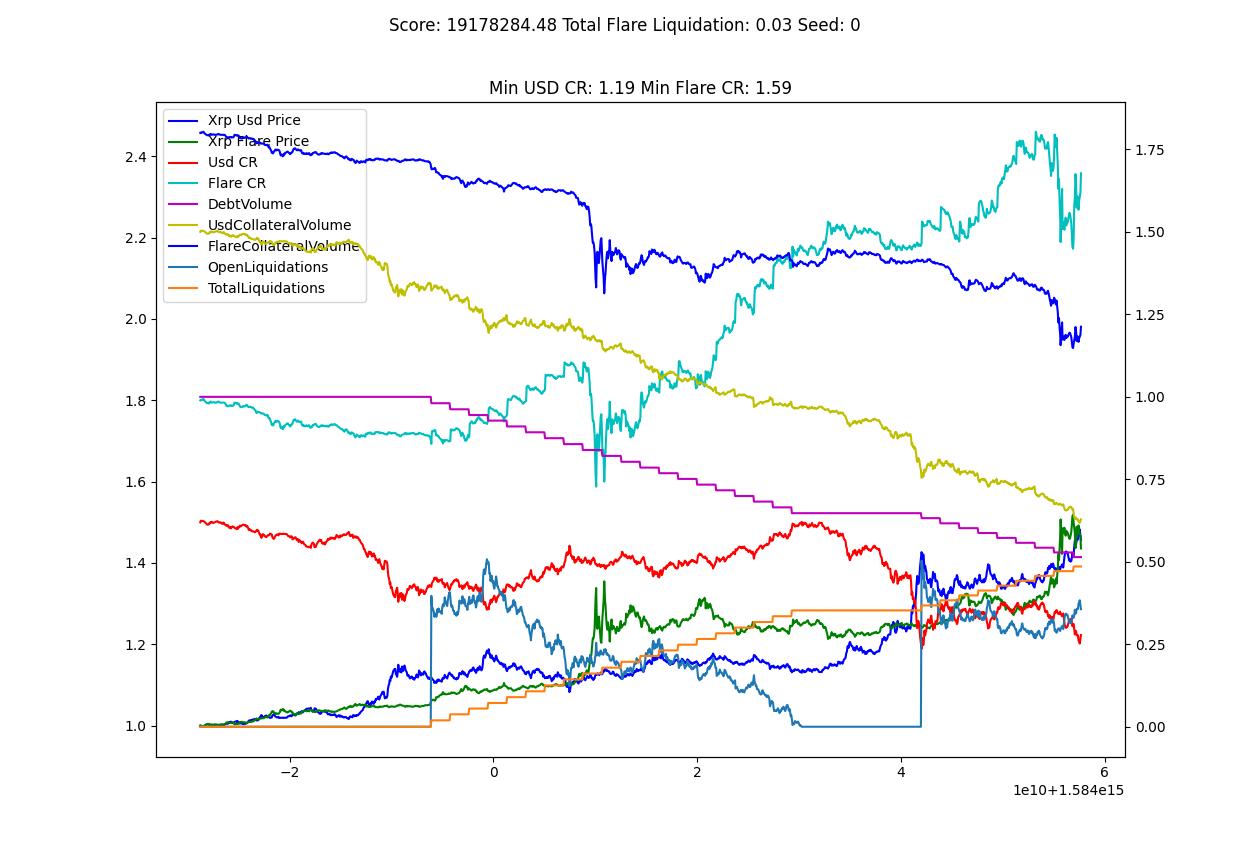 Score: 19178284.48 Total Flare Liquidation: 0.03 Seed: 0
Min USD CR: 1.19 Min Flare CR: 1.59
Xrp Usd Price
Xrp Flare Price
Usd CR
Flare CR
DebtVolume
UsdCollateralVolume
FlareCollateralVolume
OpenLiquidations
TotalLiquidations
2.4
2.2
2.0
1.8
1.6
1.4
1.2
1.0
1.75
1.50
1.25
1.00
0.75
0.50
0.25
0.00
−2
0
2
4
6
1e10+1.584e15